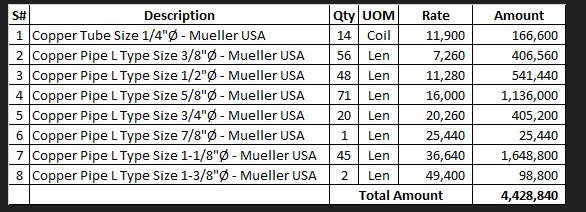 S# Description Qty UOM Rate Amount
1 Copper Tube Size 1/4"Ø - Mueller USA 14 Coil 11,900 166,600
2 Copper Pipe L Type Size 3/8"Ø - Mueller USA 56 Len 7,260 406,560
3 Copper Pipe L Type Size 1/2"Ø - Mueller USA 48 Len 11,280 541,440
4 Copper Pipe L Type Size 5/8"Ø - Mueller USA 71 Len 16,000 1,136,000
5 Copper Pipe L Type Size 3/4"Ø - Mueller USA 20 Len 20,260 405,200
6 Copper Pipe L Type Size 7/8"Ø - Mueller USA 1 Len 25,440 25,440
7 Copper Pipe L Type Size 1-1/8"Ø - Mueller USA 45 Len 36,640 1,648,800
8 Copper Pipe L Type Size 1-3/8"Ø - Mueller USA 2 Len 49,400 98,800
Total Amount 4,428,840